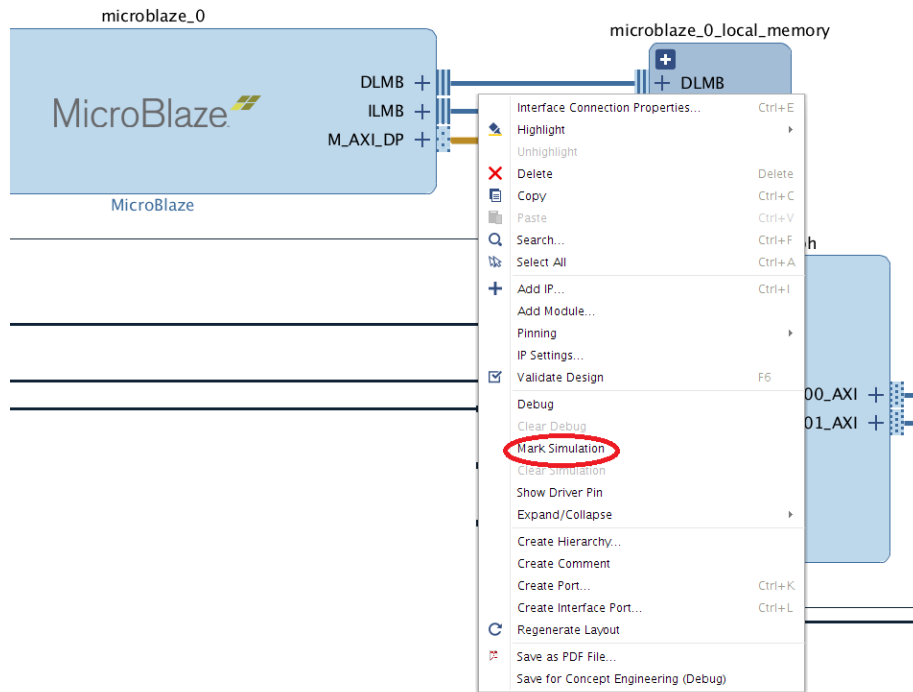 microblaze_0
microblaze_0_local_memory
DLMB
DLMB
MicroBlaze
ILMB
M_AXI_DP
MicroBlaze
Interface Connection Properties... Ctrl+E
Highlight
Unhighlight
Delete Delete
Copy Ctrl+C
Paste Ctrl+V
Search... Ctrl+F
Select All Ctrl+A
Add IP... Ctrl+I
Add Module...
Pinning
IP Settings...
Validate Design F6
Debug
Clear Debug
Mark Simulation
Clear Simulation
Show Driver Pin
Expand/Collapse
Create Hierarchy...
Create Comment
Create Port... Ctrl+K
Create Interface Port... Ctrl+L
Regenerate Layout
Save as PDF File...
Save for Concept Engineering (Debug)
h
00_AXI
01_AXI